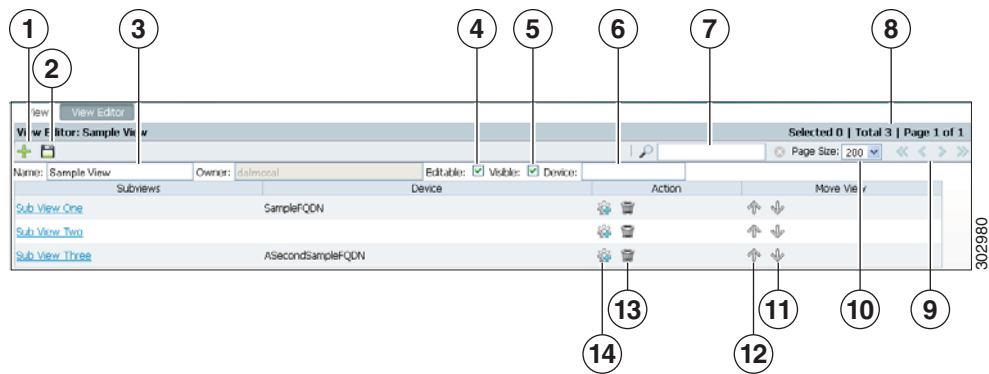 1 3 4 5 6 7 8
2
View View Editor
View Editor: Sample View Selected 0 | Total 3 | Page 1 of 1
Page Size: 200
Name: Sample View Owner: dalmosal Editable: Visible: Device:
Subviews Device Action Move View
Sub View One SampleFQDN
Sub View Two
Sub View Three ASecondSampleFQDN
302980
13 11 10 9
14 12